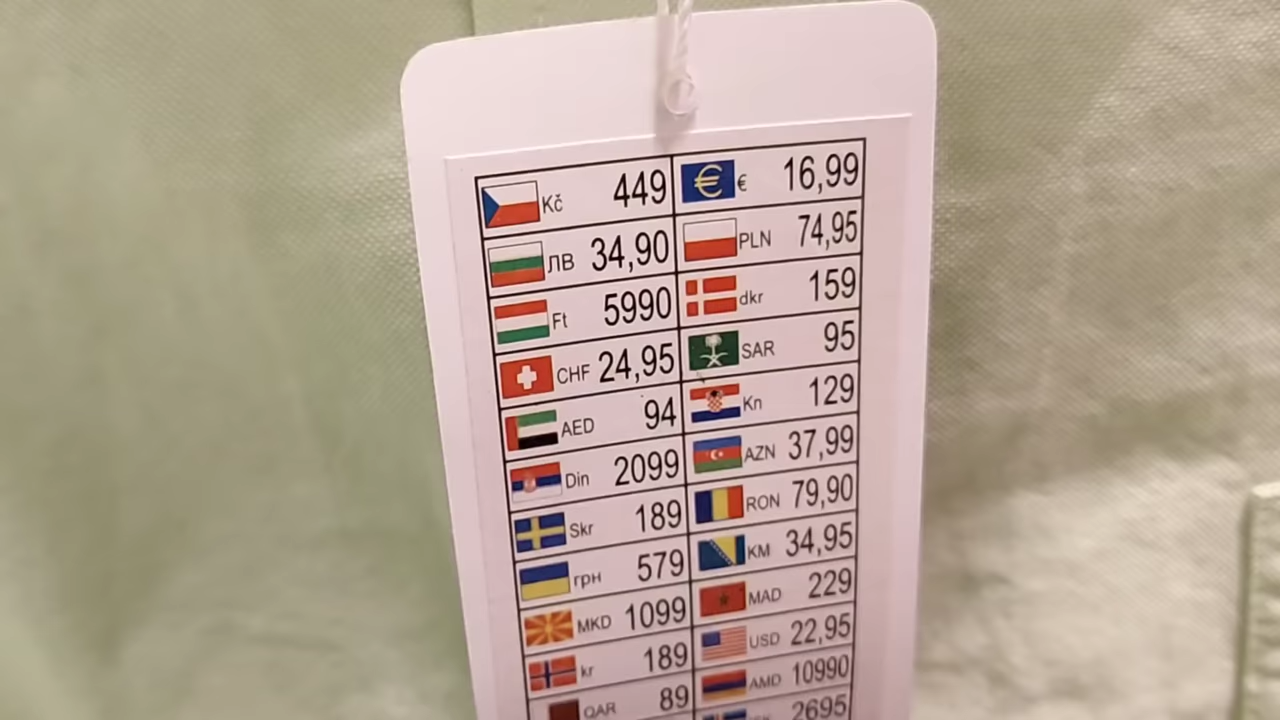 Kč 449 € 16,99
ЛВ 34,90 PLN 74,95
Ft 5990 dkr 159
CHF 24,95 SAR 95
AED 94 Kn 129
Din 2099 AZN 37,99
Skr 189 RON 79,90
грн 579 KM 34,95
MKD 1099 MAD 229
kr 189 USD 22,95
QAR 89 AMD 10990
2695